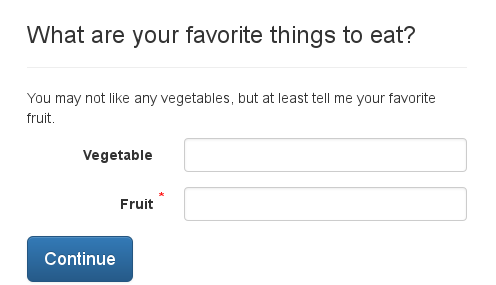 What are your favorite things to eat?
You may not like any vegetables, but at least tell me your favorite
fruit.
Vegetable
Fruit *
Continue